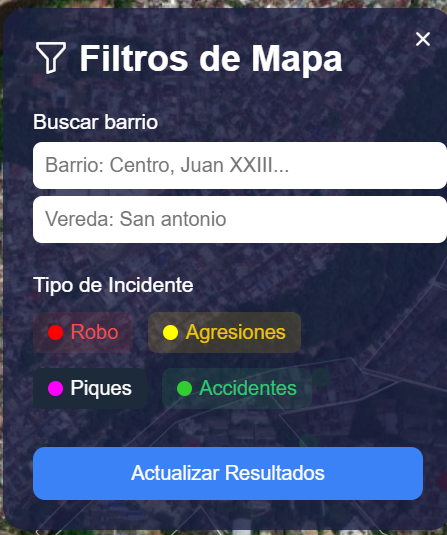 Filtros de Mapa
×
Buscar barrio
Barrio: Centro, Juan XXIII...
Vereda: San antonio
Tipo de Incidente
Robo
Agresiones
Piques
Accidentes
Actualizar Resultados